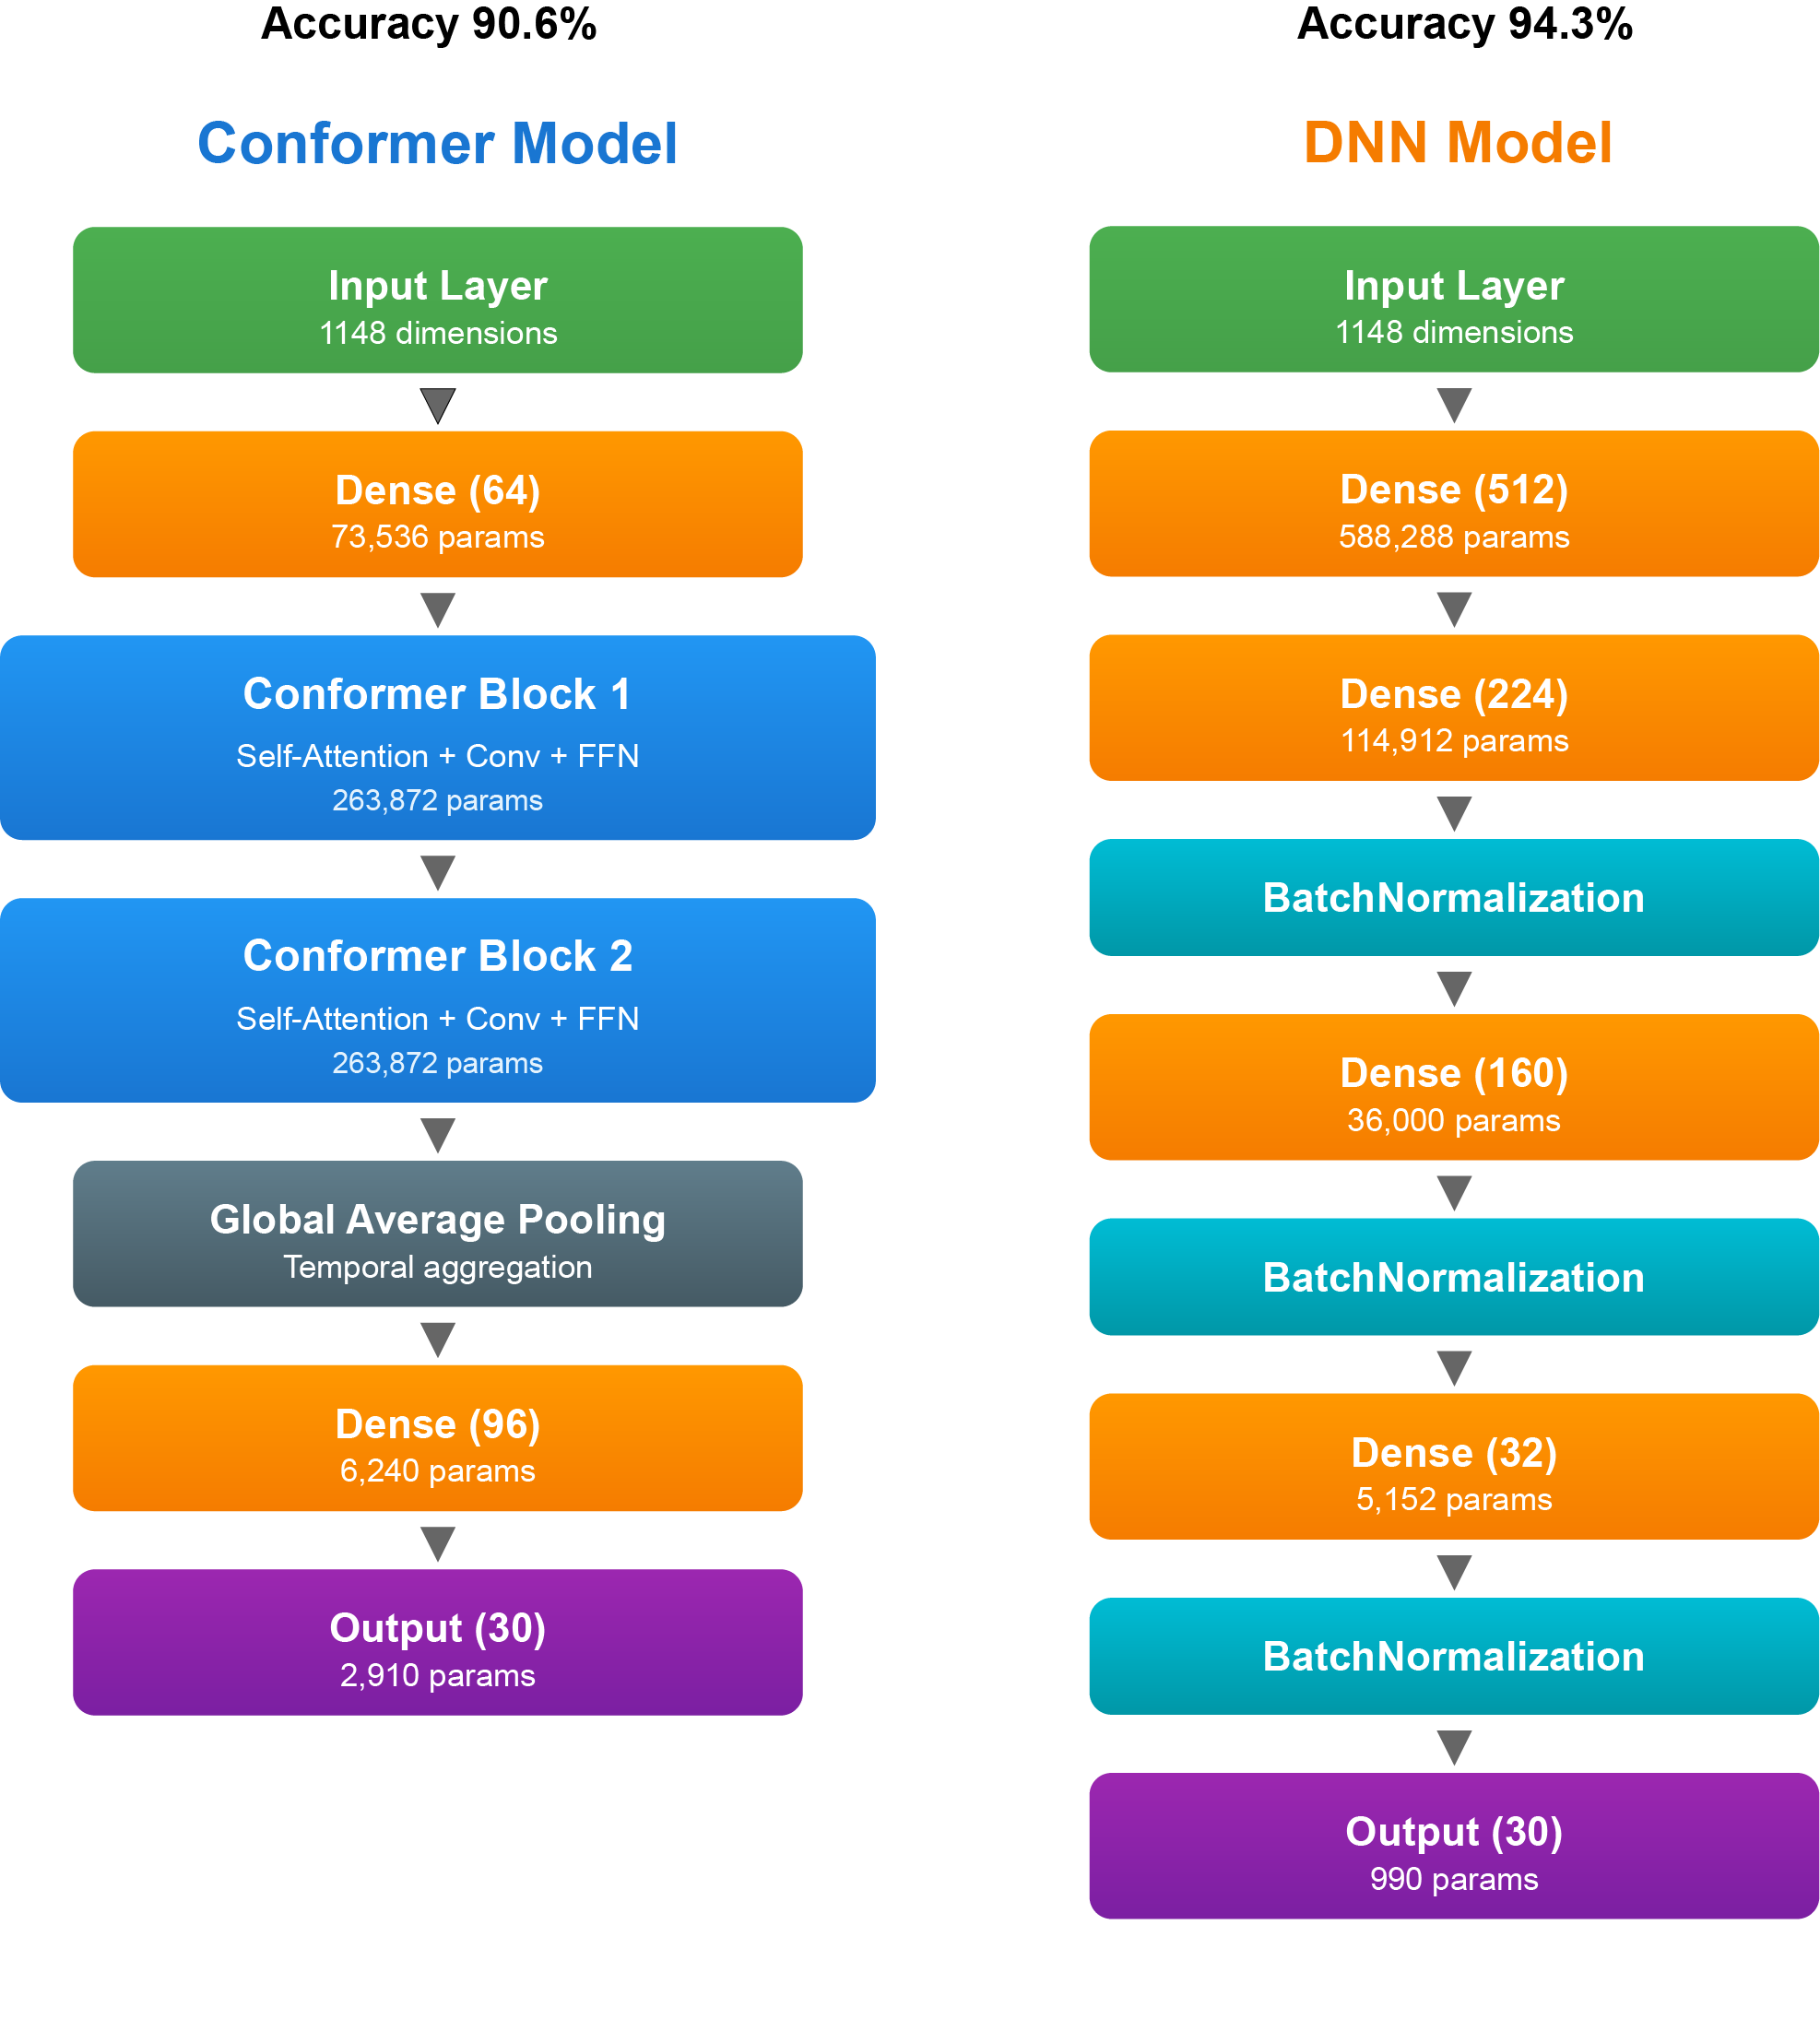 Accuracy 90.6%
Conformer Model
Input Layer
1148 dimensions
Dense (64)
73,536 params
Conformer Block 1
Self-Attention + Conv + FFN
263,872 params
Conformer Block 2
Self-Attention + Conv + FFN
263,872 params
Global Average Pooling
Temporal aggregation
Dense (96)
6,240 params
Output (30)
2,910 params
Accuracy 94.3%
DNN Model
Input Layer
1148 dimensions
Dense (512)
588,288 params
Dense (224)
114,912 params
BatchNormalization
Dense (160)
36,000 params
BatchNormalization
Dense (32)
5,152 params
BatchNormalization
Output (30)
990 params